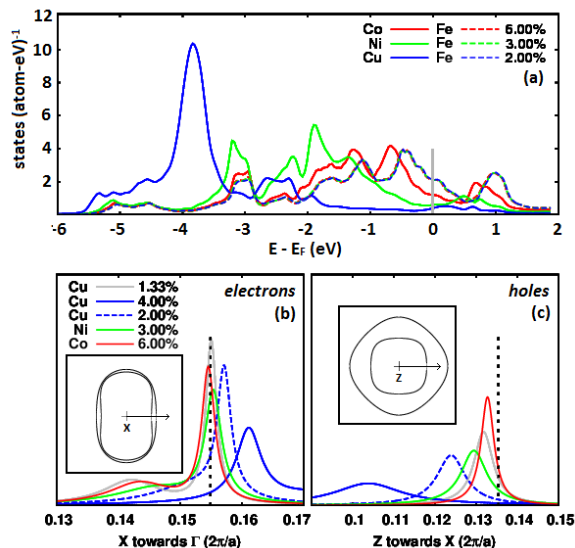 12
10
8
6
4
2
states (atom-eV)⁻¹
Co Fe 6.00%
Ni Fe 3.00%
Cu Fe 2.00%
(a)
-6 -5 -4 -3 -2 -1 0 1 2
E - E_F (eV)
Cu 1.33%
Cu 4.00%
Cu 2.00%
Ni 3.00%
Co 6.00%
electrons
(b)
X
0.13 0.14 0.15 0.16 0.17
X towards Γ (2π/a)
holes
(c)
Z
0.1 0.11 0.12 0.13 0.14 0.15
Z towards X (2π/a)